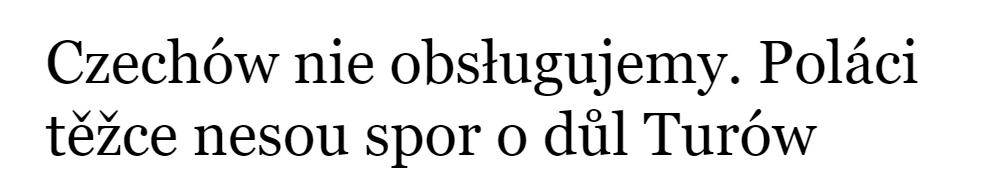 Czechów nie obsługujemy. Poláci
těžce nesou spor o důl Turów